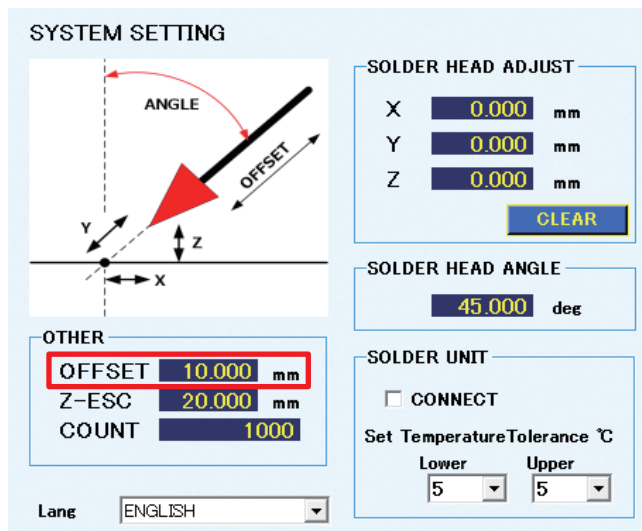 SYSTEM SETTING
ANGLE
OFFSET
Y
Z
X
OTHER
OFFSET 10.000 mm
Z-ESC 20.000 mm
COUNT 1000
Lang ENGLISH
SOLDER HEAD ADJUST
X 0.000 mm
Y 0.000 mm
Z 0.000 mm
CLEAR
SOLDER HEAD ANGLE
45.000 deg
SOLDER UNIT
CONNECT
Set TemperatureTolerance ℃
Lower Upper
5 5